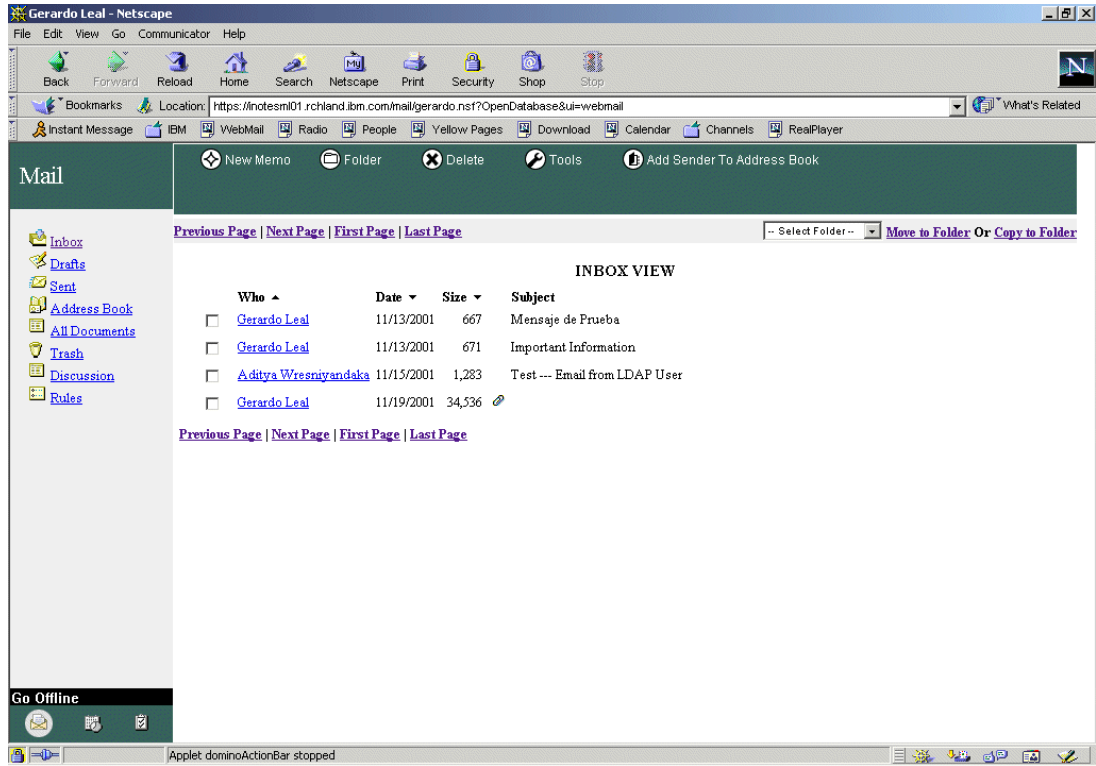 Gerardo Leal - Netscape
File Edit View Go Communicator Help
Back Forward Reload Home Search Netscape Print Security Shop Stop
My
N
Bookmarks Location: https://inotesml01.rchland.ibm.com/mail/gerardo.nsf?OpenDatabase&ui=webmail What's Related
Instant Message IBM WebMail Radio People Yellow Pages Download Calendar Channels RealPlayer
Mail
New Memo Folder Delete Tools Add Sender To Address Book
Inbox
Drafts
Sent
Address Book
All Documents
Trash
Discussion
Rules
Previous Page | Next Page | First Page | Last Page
-- Select Folder -- Move to Folder Or Copy to Folder
INBOX VIEW
Who Date Size Subject
Gerardo Leal 11/13/2001 667 Mensaje de Prueba
Gerardo Leal 11/13/2001 671 Important Information
Aditya Wresniyandaka 11/15/2001 1,283 Test --- Email from LDAP User
Gerardo Leal 11/19/2001 34,536
Previous Page | Next Page | First Page | Last Page
Go Offline
Applet dominoActionBar stopped